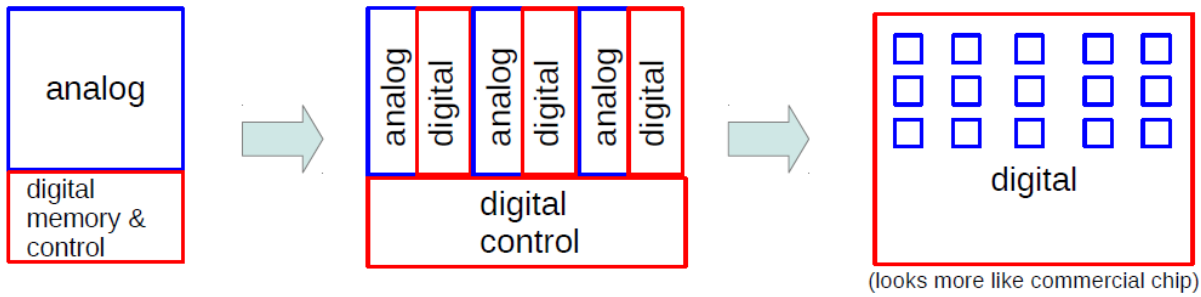 analog
digital
memory &
control
analog
digital
analog
digital
analog
digital
digital
control
digital
(looks more like commercial chip)